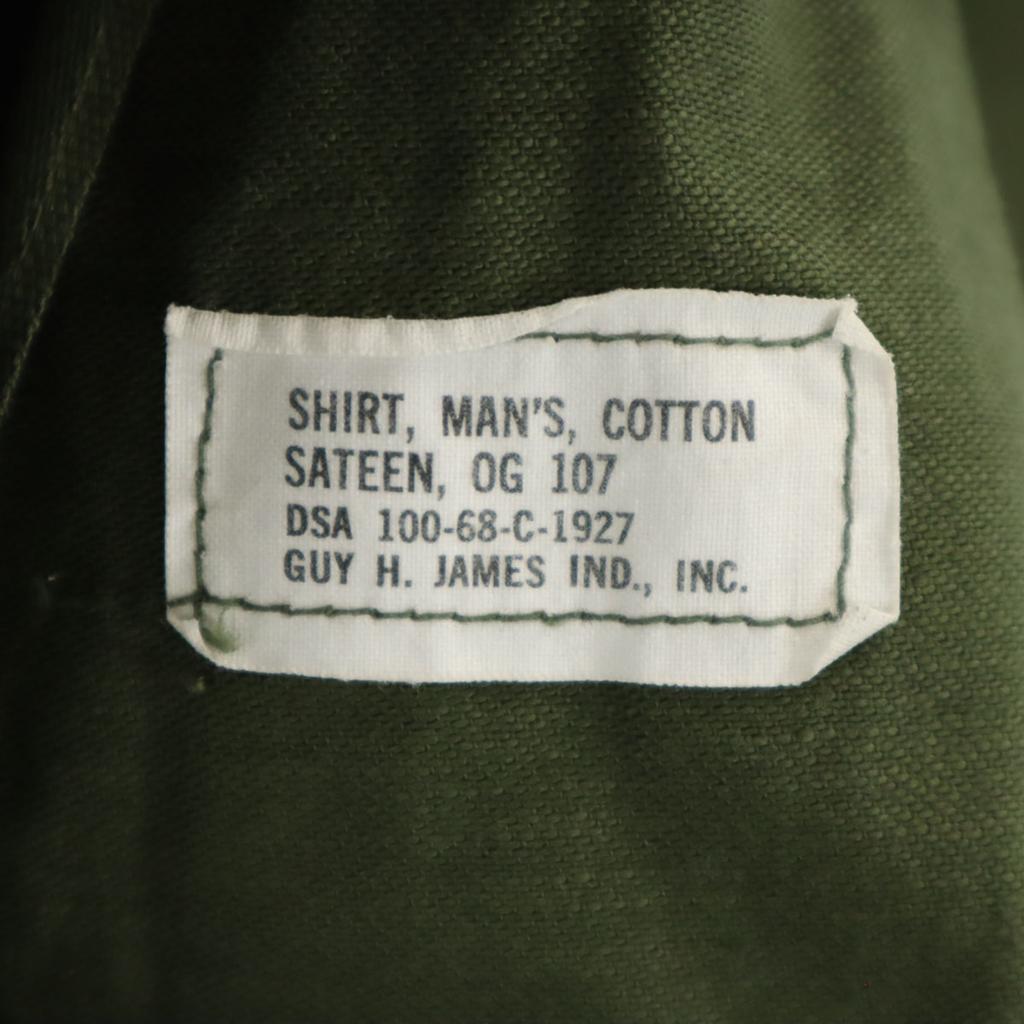 SHIRT, MAN'S, COTTON
SATEEN, OG 107
DSA 100-68-C-1927
GUY H. JAMES IND., INC.